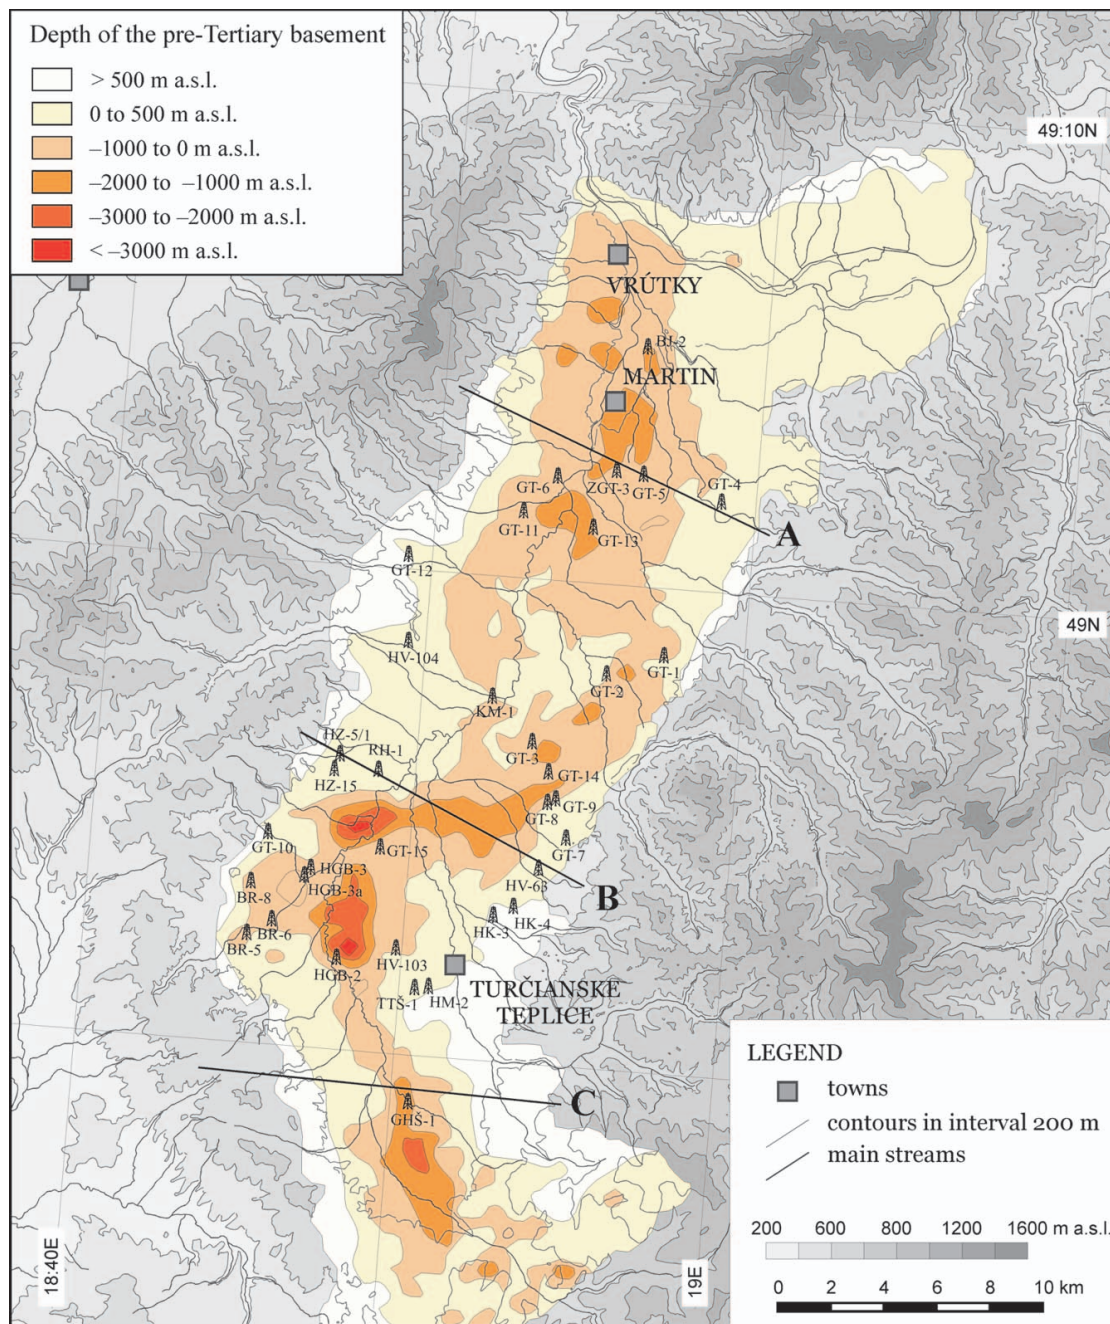 Depth of the pre-Tertiary basement
> 500 m a.s.l.
0 to 500 m a.s.l.
–1000 to 0 m a.s.l.
–2000 to –1000 m a.s.l.
–3000 to –2000 m a.s.l.
< –3000 m a.s.l.
49:10N
VRÚTKY
BJ-2
MARTIN
GT-6
ZGT-3
GT-5
GT-4
GT-11
GT-13
A
GT-12
49N
HV-104
GT-1
GT-2
KM-1
HZ-5/1
RH-1
GT-3
HZ-15
GT-14
GT-9
GT-8
GT-10
GT-15
GT-7
HGB-3
HGB-3a
HV-63
BR-8
B
HK-4
HK-3
BR-6
BR-5
HGB-2
HV-103
TURČIANSKE
TEPLICE
TTŠ-1
HM-2
C
GHŠ-1
LEGEND
towns
contours in interval 200 m
main streams
200 600 800 1200 1600 m a.s.l.
0 2 4 6 8 10 km
18:40E
19E